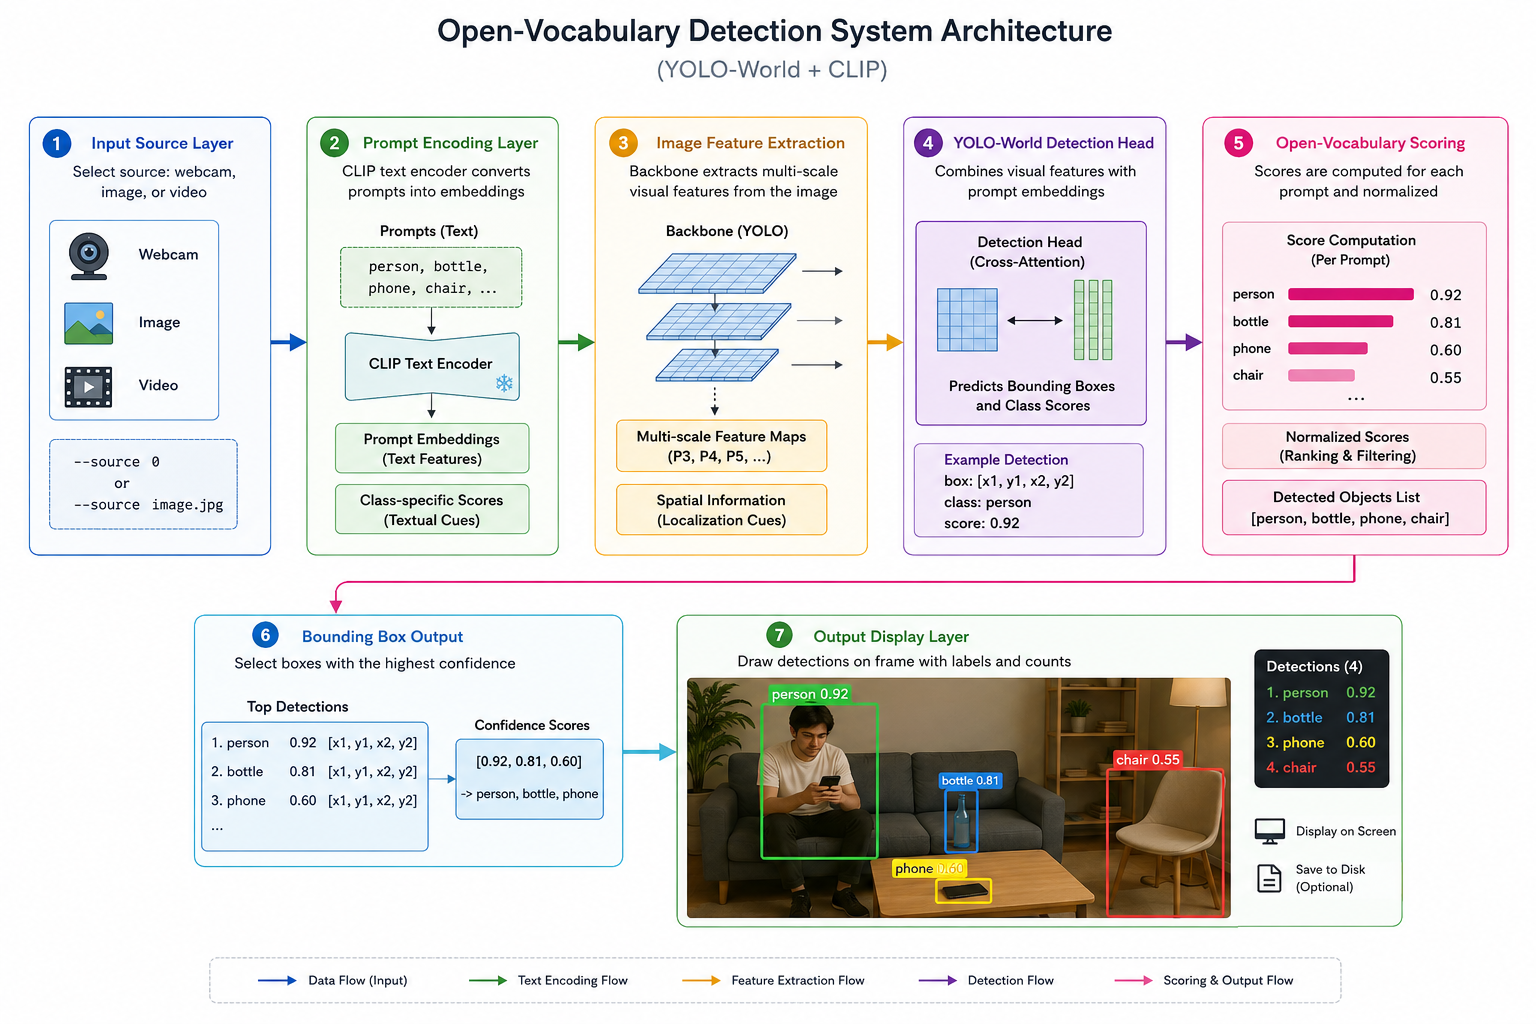 Open-Vocabulary Detection System Architecture
(YOLO-World + CLIP)
1 Input Source Layer
Select source: webcam,
image, or video
Webcam
Image
Video
--source 0
or
--source image.jpg
2 Prompt Encoding Layer
CLIP text encoder converts
prompts into embeddings
Prompts (Text)
person, bottle,
phone, chair, ...
CLIP Text Encoder
Prompt Embeddings
(Text Features)
Class-specific Scores
(Textual Cues)
3 Image Feature Extraction
Backbone extracts multi-scale
visual features from the image
Backbone (YOLO)
Multi-scale Feature Maps
(P3, P4, P5, ...)
Spatial Information
(Localization Cues)
4 YOLO-World Detection Head
Combines visual features with
prompt embeddings
Detection Head
(Cross-Attention)
Predicts Bounding Boxes
and Class Scores
Example Detection
box: [x1, y1, x2, y2]
class: person
score: 0.92
5 Open-Vocabulary Scoring
Scores are computed for each
prompt and normalized
Score Computation
(Per Prompt)
person 0.92
bottle 0.81
phone 0.60
chair 0.55
...
Normalized Scores
(Ranking & Filtering)
Detected Objects List
[person, bottle, phone, chair]
6 Bounding Box Output
Select boxes with the highest confidence
Top Detections
1. person 0.92 [x1, y1, x2, y2]
2. bottle 0.81 [x1, y1, x2, y2]
3. phone 0.60 [x1, y1, x2, y2]
...
Confidence Scores
[0.92, 0.81, 0.60]
-> person, bottle, phone
7 Output Display Layer
Draw detections on frame with labels and counts
person 0.92
bottle 0.81
phone 0.60
chair 0.55
Detections (4)
1. person 0.92
2. bottle 0.81
3. phone 0.60
4. chair 0.55
Display on Screen
Save to Disk
(Optional)
Data Flow (Input)
Text Encoding Flow
Feature Extraction Flow
Detection Flow
Scoring & Output Flow